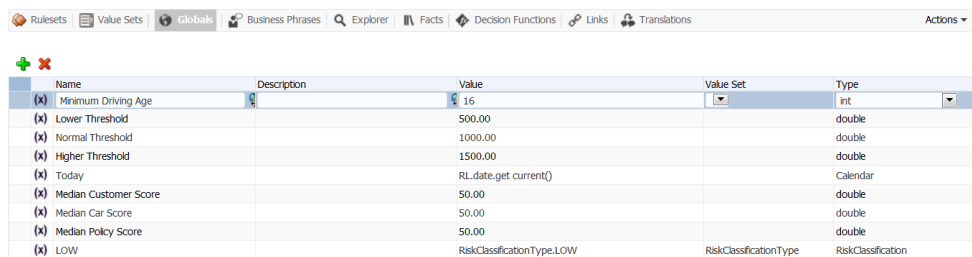 Rulesets Value Sets Globals Business Phrases Explorer Facts Decision Functions Links Translations Actions
Name Description Value Value Set Type
(x) Minimum Driving Age 16 int
(x) Lower Threshold 500.00 double
(x) Normal Threshold 1000.00 double
(x) Higher Threshold 1500.00 double
(x) Today RL.date.get current() Calendar
(x) Median Customer Score 50.00 double
(x) Median Car Score 50.00 double
(x) Median Policy Score 50.00 double
(x) LOW RiskClassificationType.LOW RiskClassificationType RiskClassification